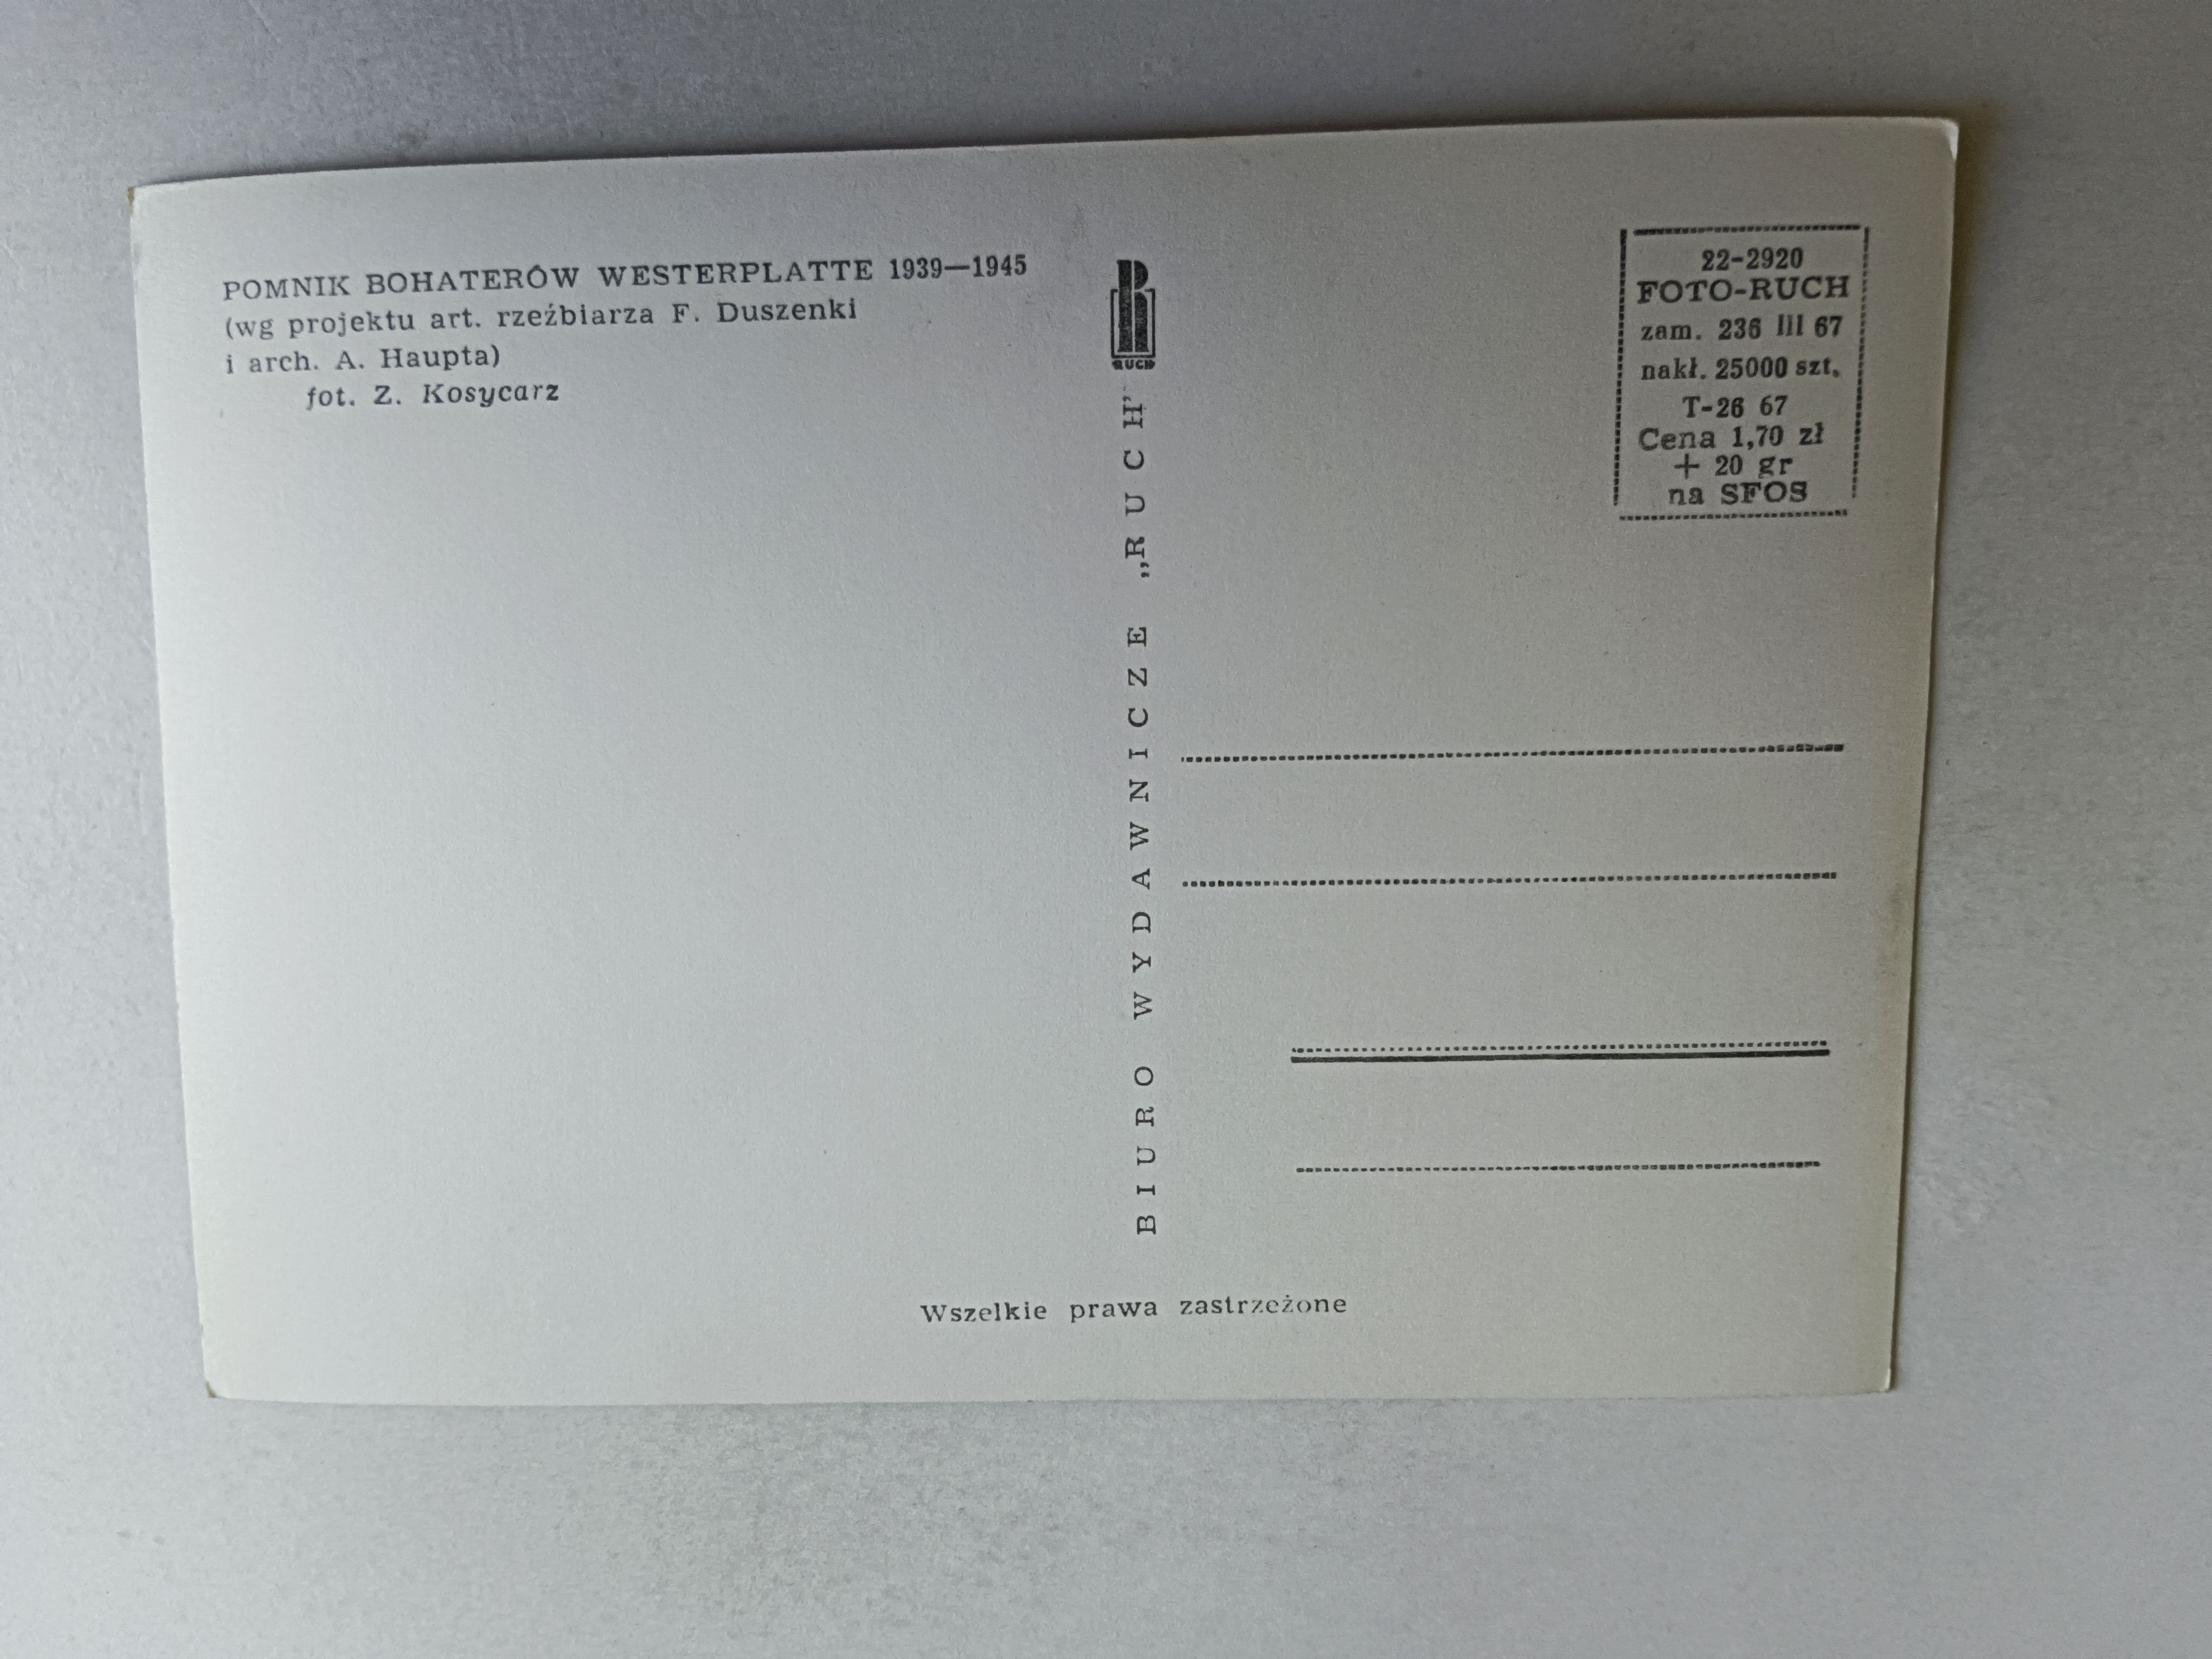 POMNIK BOHATERÓW WESTERPLATTE 1939—1945
(wg projektu art. rzeźbiarza F. Duszenki
i arch. A. Haupta)
fot. Z. Kosycarz
R
RUCH
BIURO WYDAWNICZE „RUCH”
22-2920
FOTO-RUCH
zam. 236 III 67
nakł. 25000 szt.
T-26 67
Cena 1,70 zł
+ 20 gr
na SFOS
Wszelkie prawa zastrzeżone